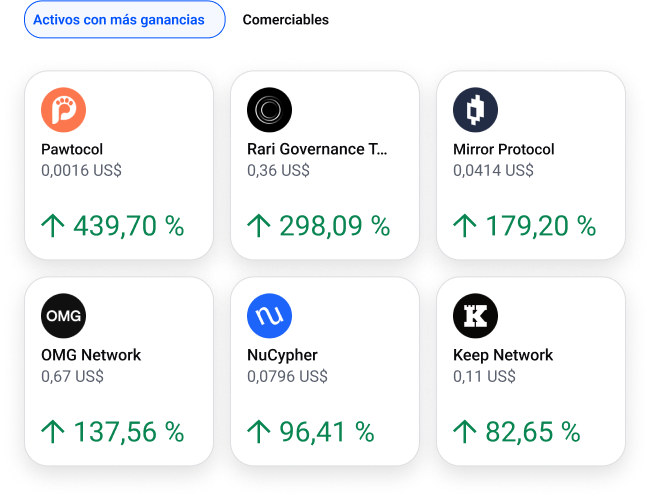 Activos con más ganancias
Comerciables
Pawtocol
0,0016 US$
↑ 439,70 %
Rari Governance T...
0,36 US$
↑ 298,09 %
Mirror Protocol
0,0414 US$
↑ 179,20 %
OMG
OMG Network
0,67 US$
↑ 137,56 %
nu
NuCypher
0,0796 US$
↑ 96,41 %
K
Keep Network
0,11 US$
↑ 82,65 %